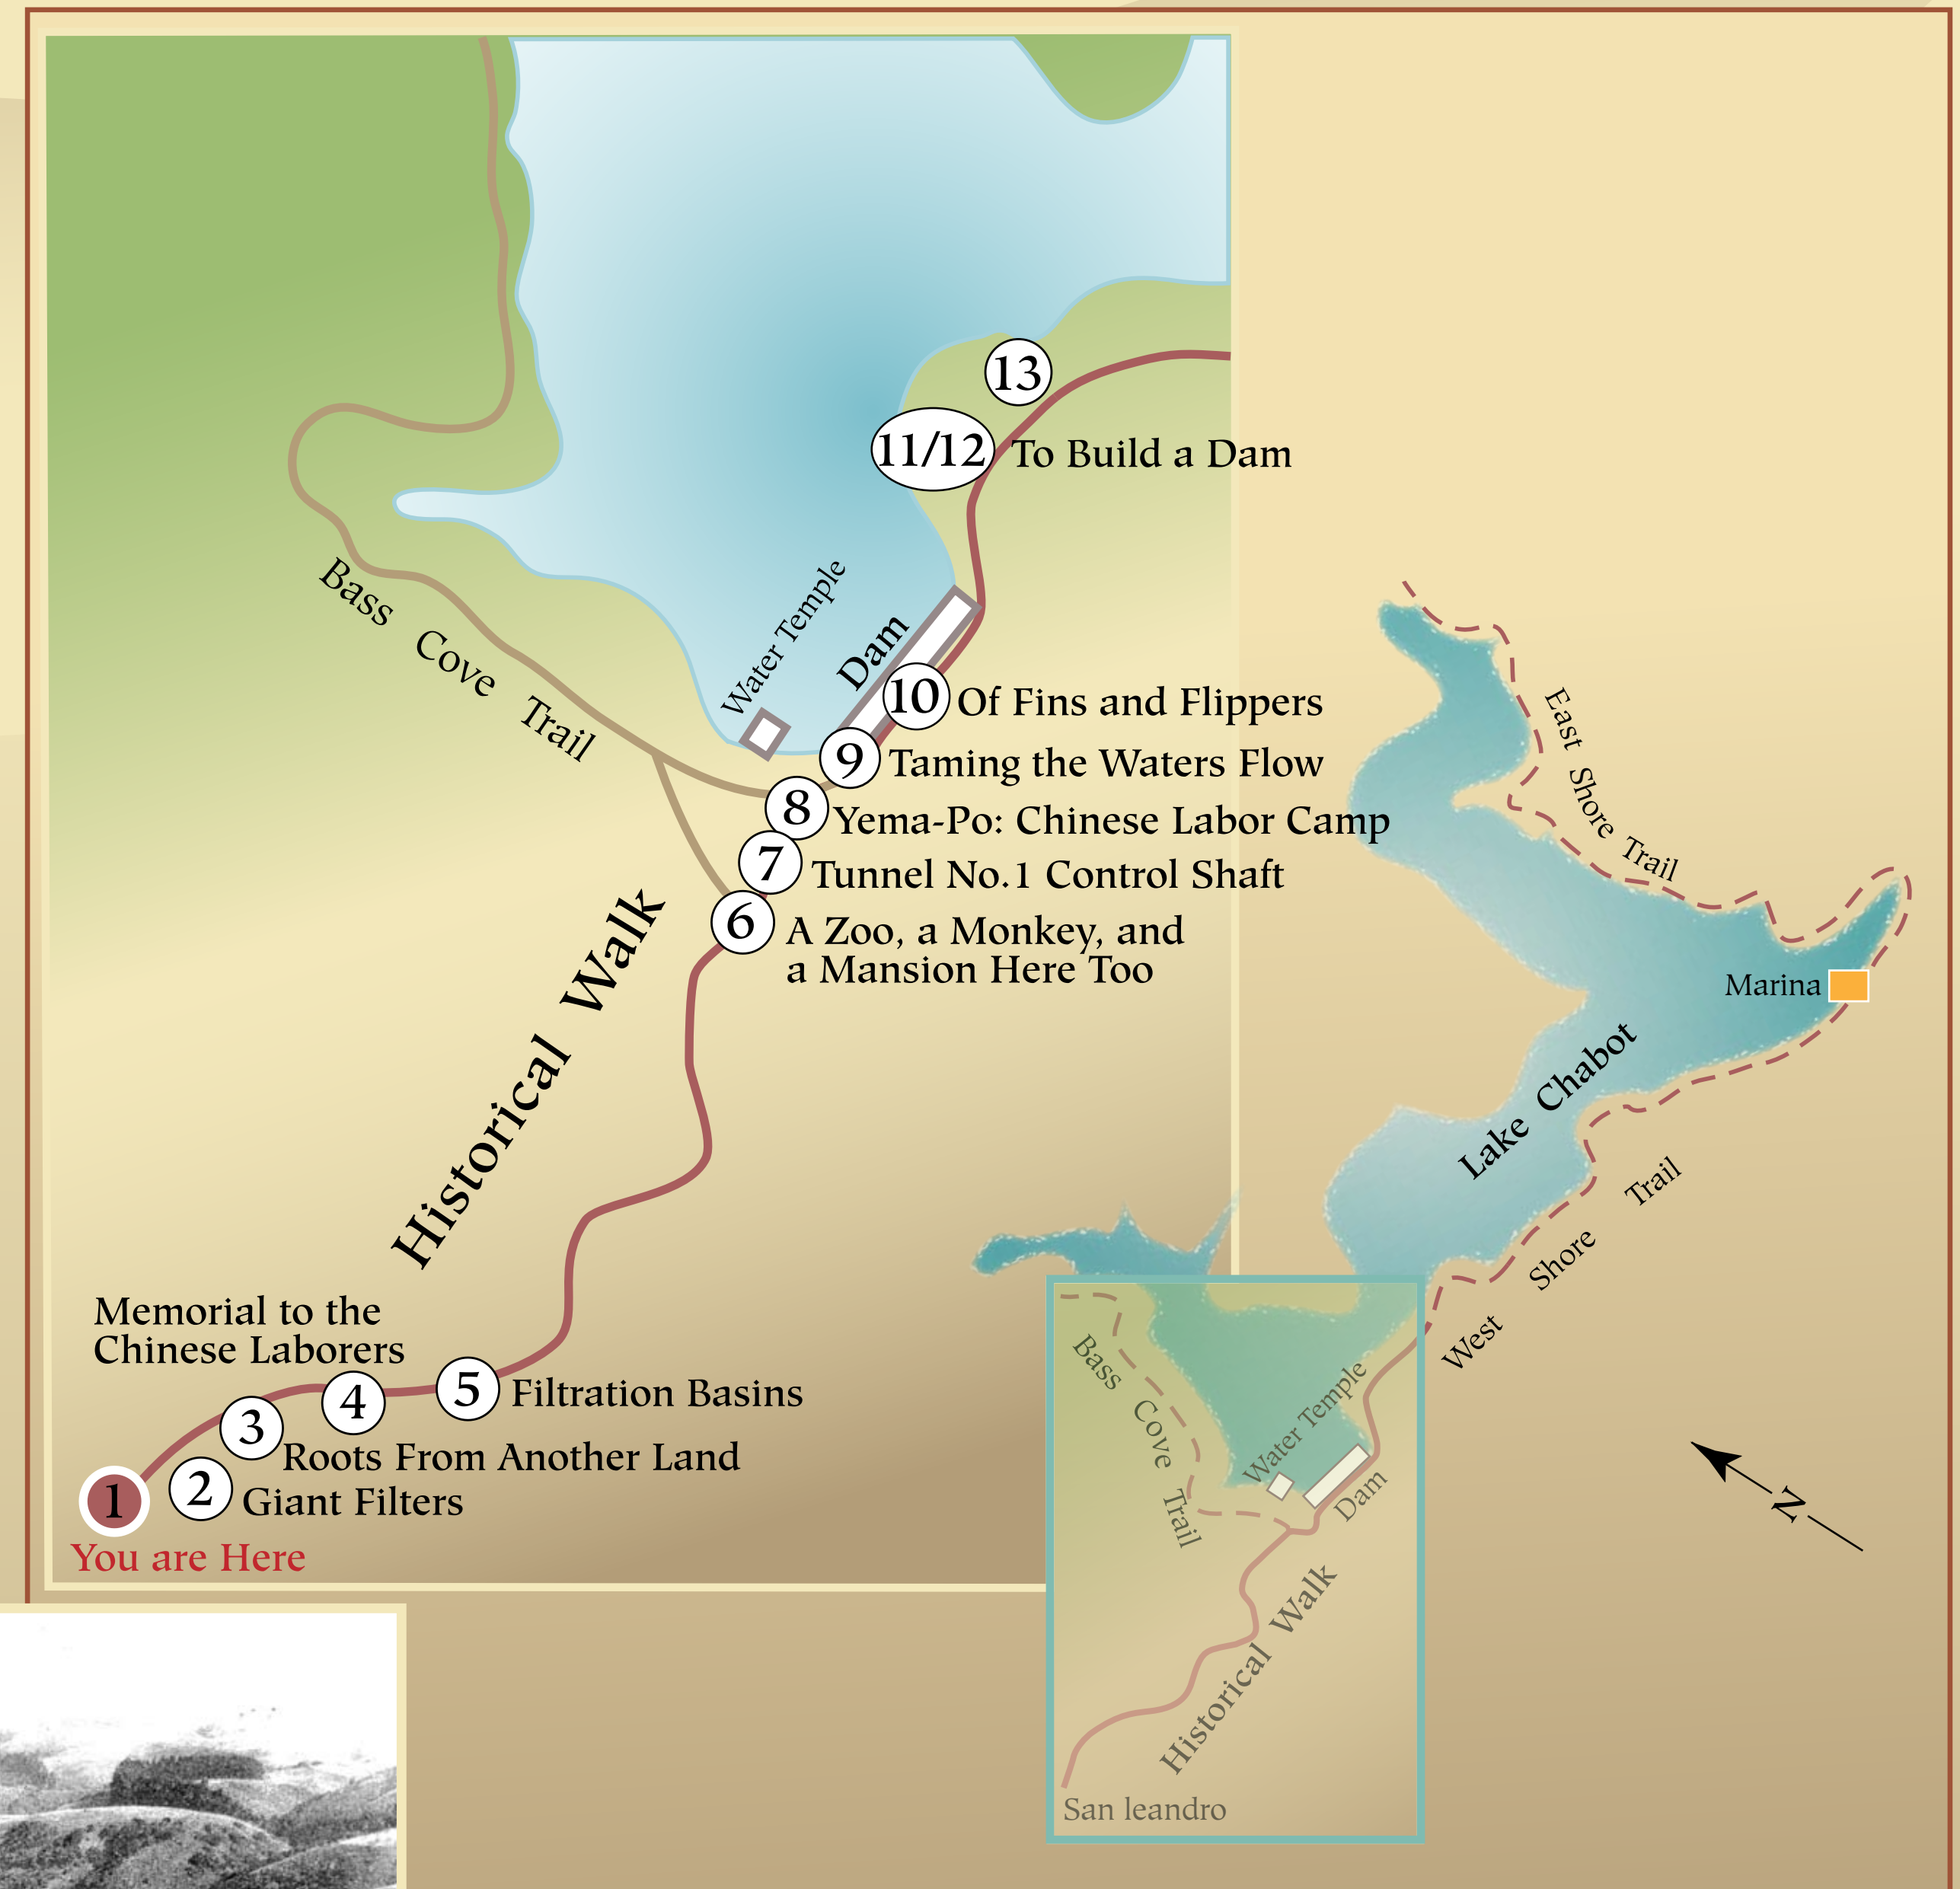 13
11/12 To Build a Dam
Bass Cove Trail
Water Temple
Dam
10 Of Fins and Flippers
9 Taming the Waters Flow
8 Yema-Po: Chinese Labor Camp
7 Tunnel No.1 Control Shaft
6 A Zoo, a Monkey, and
a Mansion Here Too
Historical Walk
Memorial to the
Chinese Laborers
4
5 Filtration Basins
3 Roots From Another Land
2 Giant Filters
1
You are Here
East Shore Trail
Marina
Lake Chabot
West Shore Trail
Bass Cove Trail
Water Temple
Dam
Historical Walk
San leandro
N